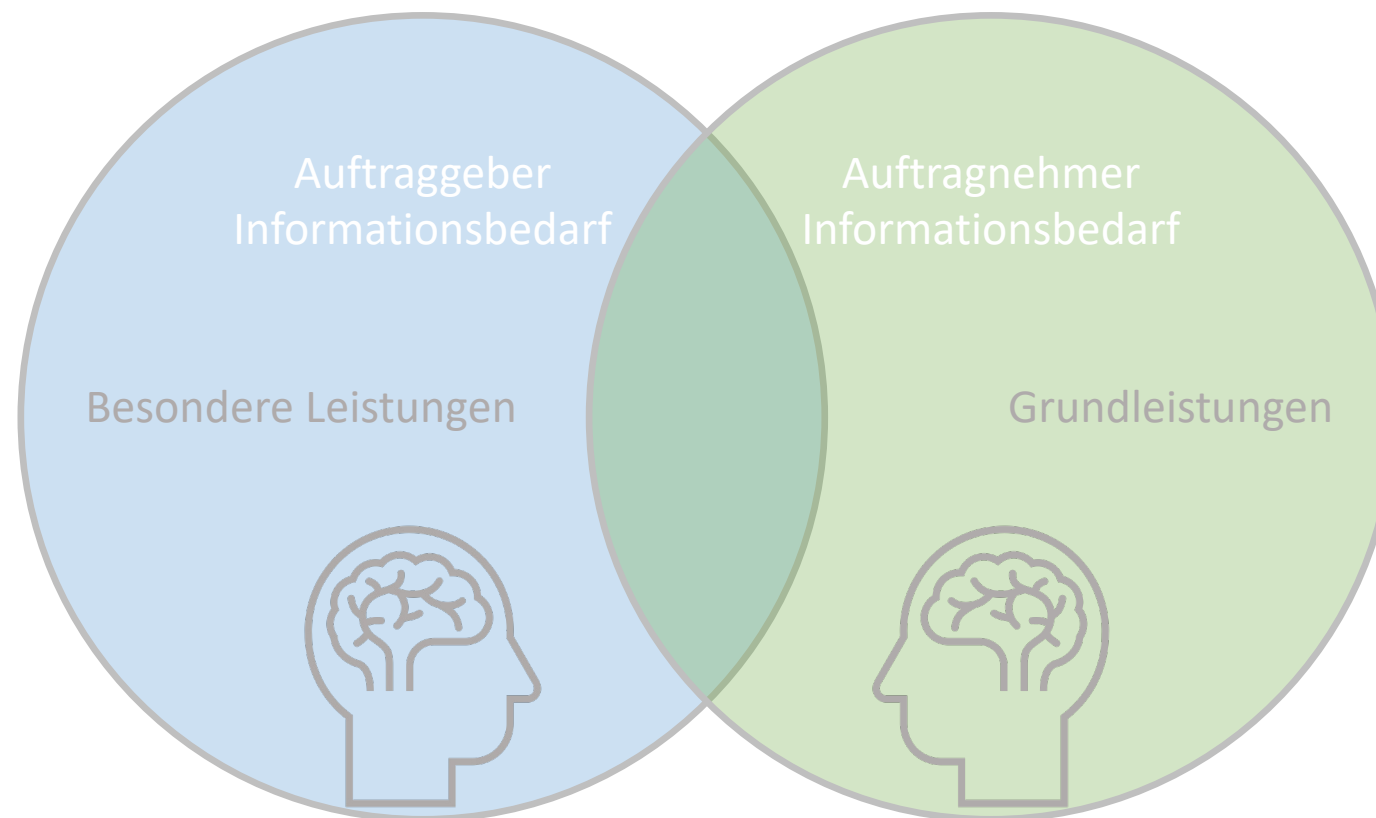 Auftraggeber
Informationsbedarf
Auftragnehmer
Informationsbedarf
Besondere Leistungen
Grundleistungen